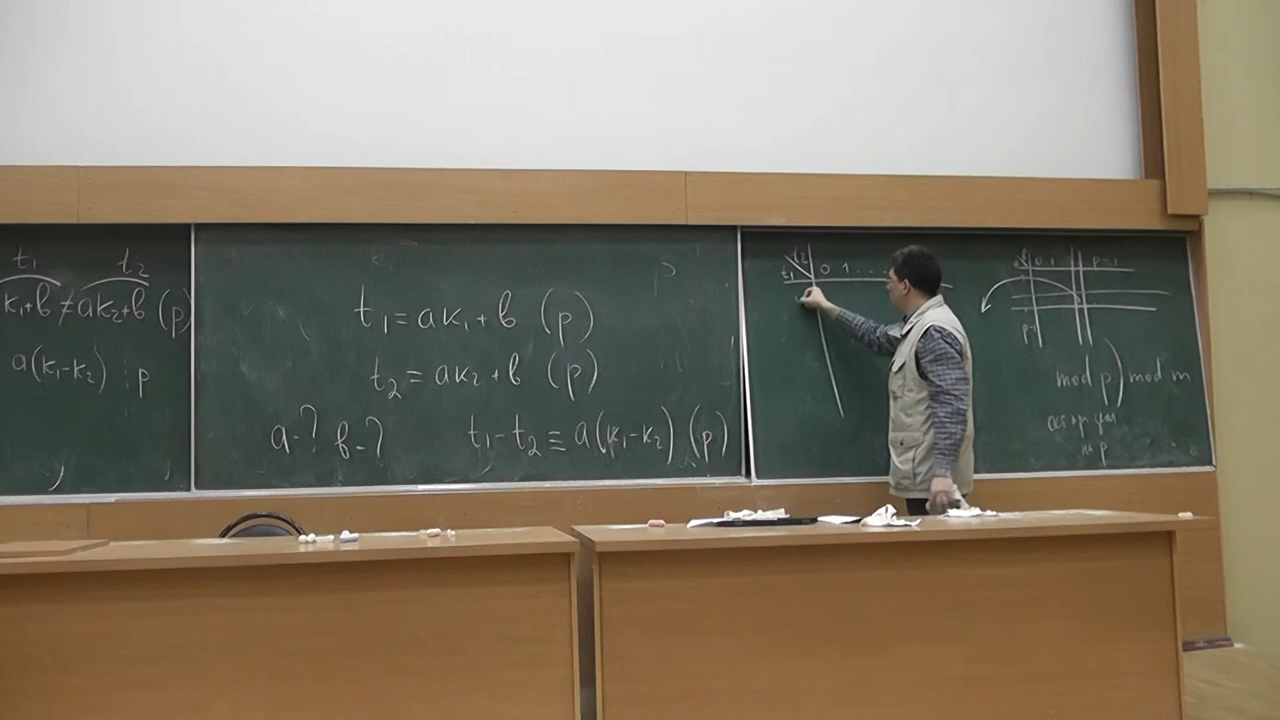 t₁ t₂
k₁+b ≠ ak₂+b (p)
a(k₁-k₂) ⋮ p
p
t₁=ak₁+b (p)
t₂=ak₂+b (p)
a-? b-? t₁-t₂≡a(k₁-k₂) (p)
t₂
t₁ 0 1 ....
0 1 p-1
p-1
mod p) mod m
по p